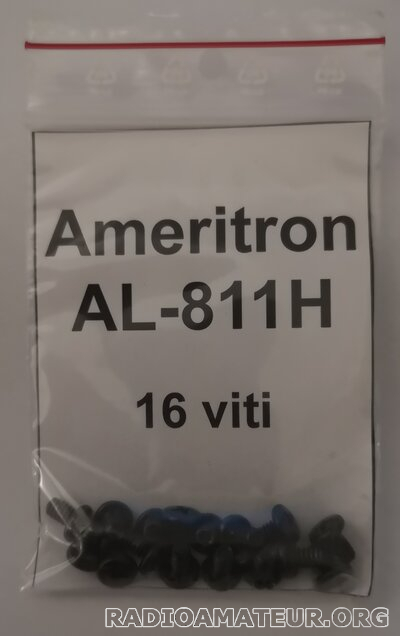 Ameritron
AL-811H
16 viti
RADIOAMATEUR.ORG